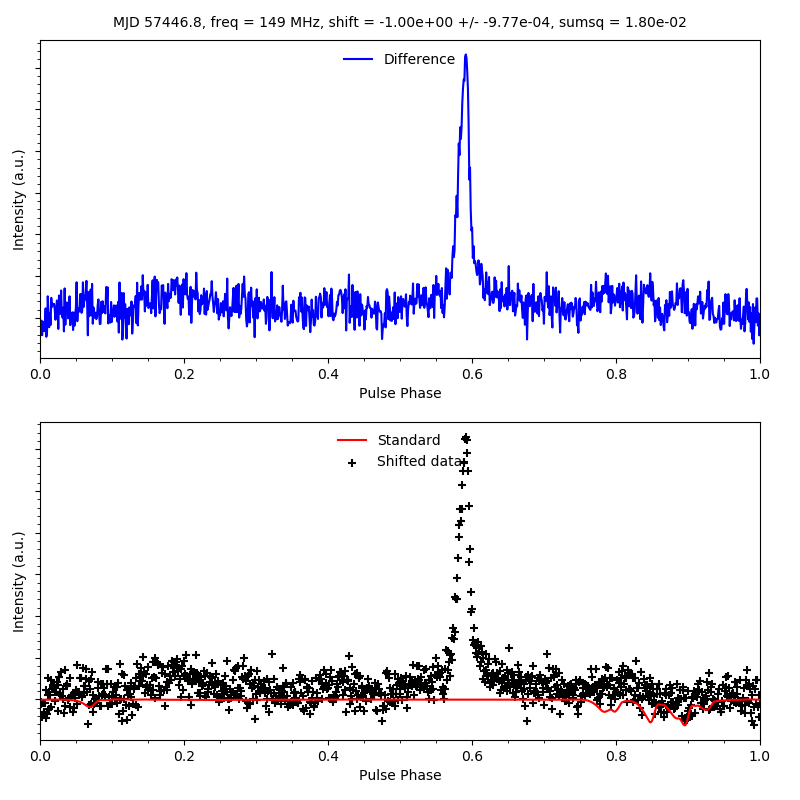 MJD 57446.8, freq = 149 MHz, shift = -1.00e+00 +/- -9.77e-04, sumsq = 1.80e-02
Difference
Intensity (a.u.)
0.0 0.2 0.4 0.6 0.8 1.0
Pulse Phase
Standard
Shifted data
Intensity (a.u.)
0.0 0.2 0.4 0.6 0.8 1.0
Pulse Phase